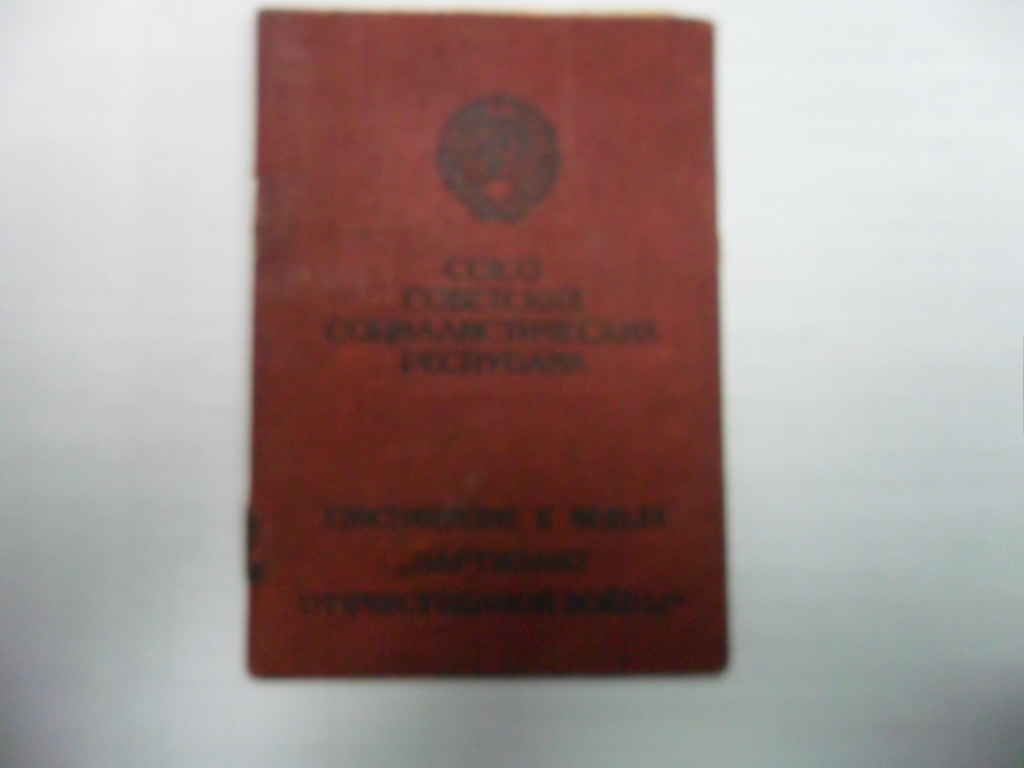 СОЮЗ
СОВЕТСКИХ
СОЦИАЛИСТИЧЕСКИХ
РЕСПУБЛИК
УДОСТОВЕРЕНИЕ К МЕДАЛИ
„ПАРТИЗАНУ
ОТЕЧЕСТВЕННОЙ ВОЙНЫ“